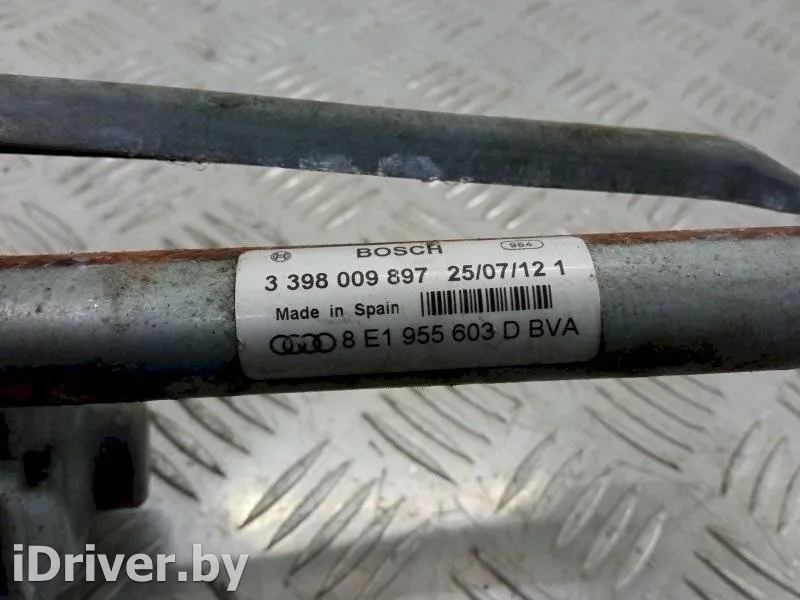 BOSCH 964
3 398 009 897 25/07/12 1
Made in Spain
8 E1 955 603 D BVA
iDriver.by